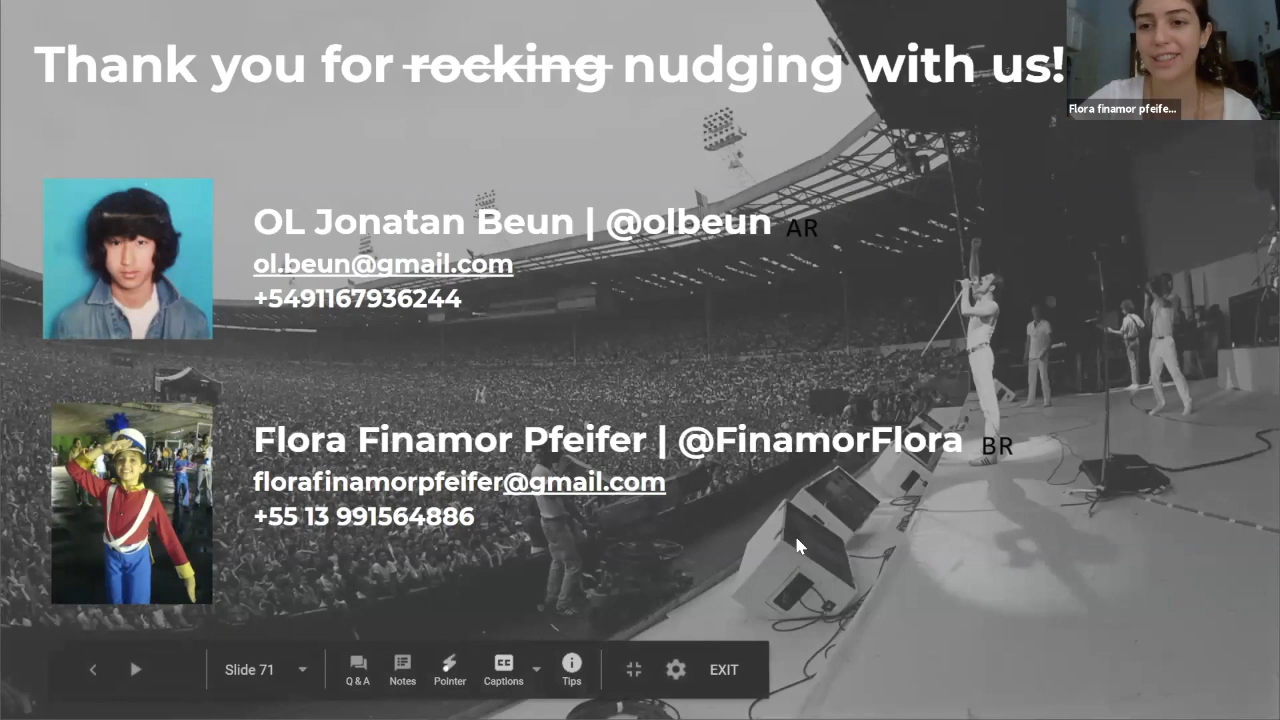 Thank you for rocking nudging with us!
Flora finamor pfeife...
OL Jonatan Beun | @olbeun AR
ol.beun@gmail.com
+5491167936244
Flora Finamor Pfeifer | @FinamorFlora BR
florafinamorpfeifer@gmail.com
+55 13 991564886
Slide 71
Q & A Notes Pointer Captions Tips EXIT